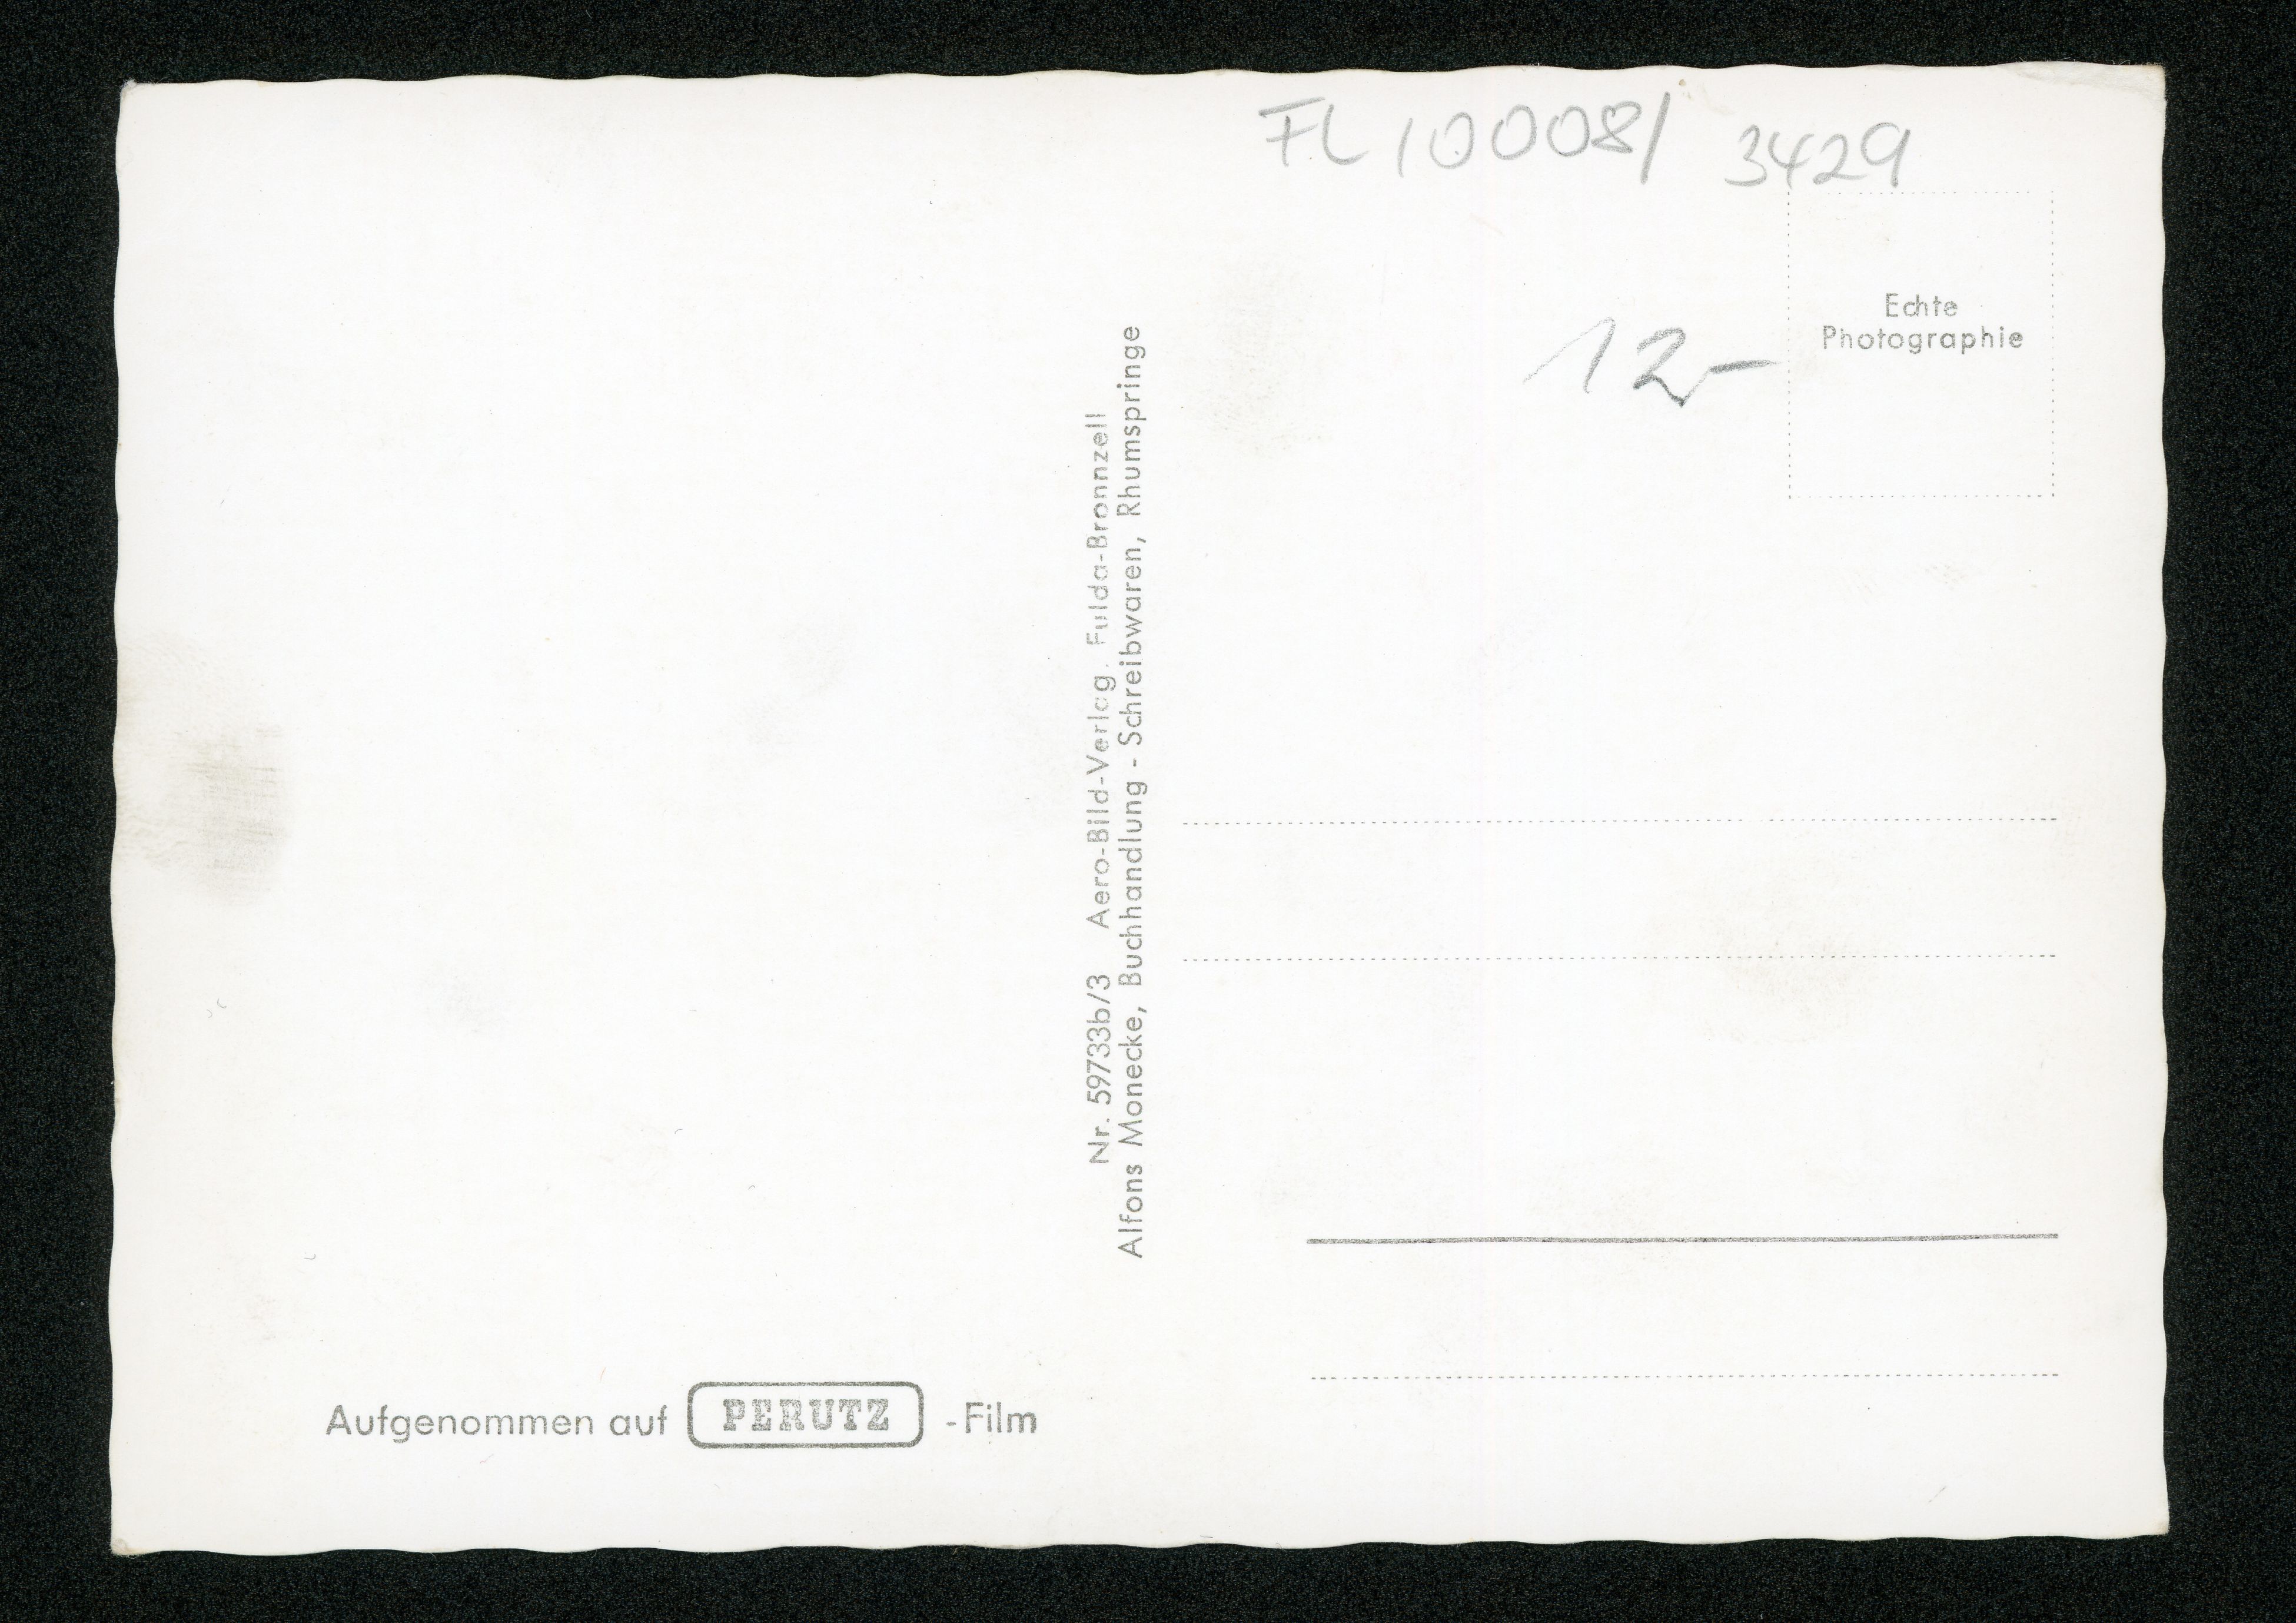 FL 10008/ 3429
Echte
Photographie
12,-
Nr. 59733b/3 Aero-Bild-Verlag. Fulda-Bronnzell
Alfons Monecke, Buchhandlung - Schreibwaren, Rhumspringe
Aufgenommen auf PERUTZ -Film